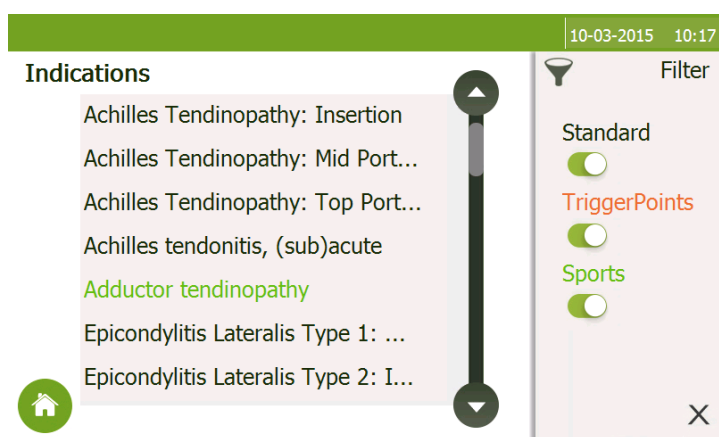 10-03-2015 10:17
Indications
Filter
Achilles Tendinopathy: Insertion
Achilles Tendinopathy: Mid Port...
Achilles Tendinopathy: Top Port...
Achilles tendonitis, (sub)acute
Adductor tendinopathy
Epicondylitis Lateralis Type 1: ...
Epicondylitis Lateralis Type 2: I...
Standard
TriggerPoints
Sports
X